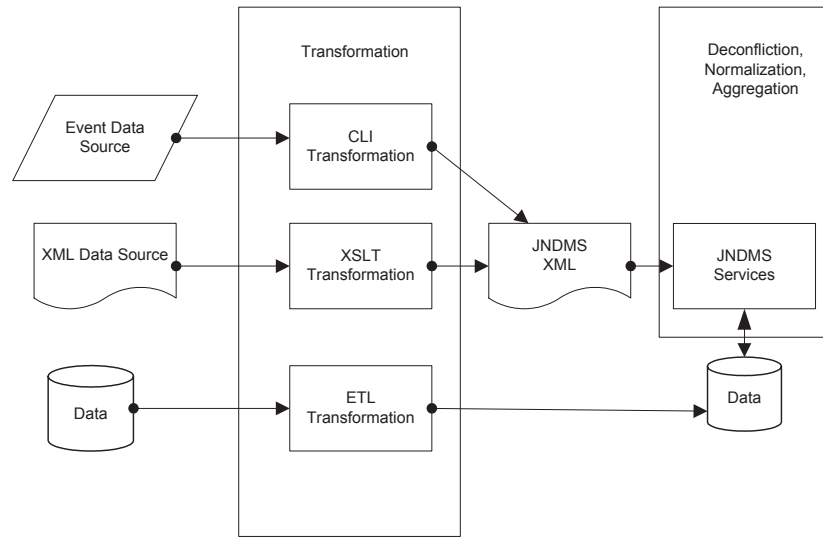 Transformation
Deconfliction,
Normalization,
Aggregation
Event Data
Source
CLI
Transformation
XML Data Source
XSLT
Transformation
JNDMS
XML
JNDMS
Services
Data
ETL
Transformation
Data